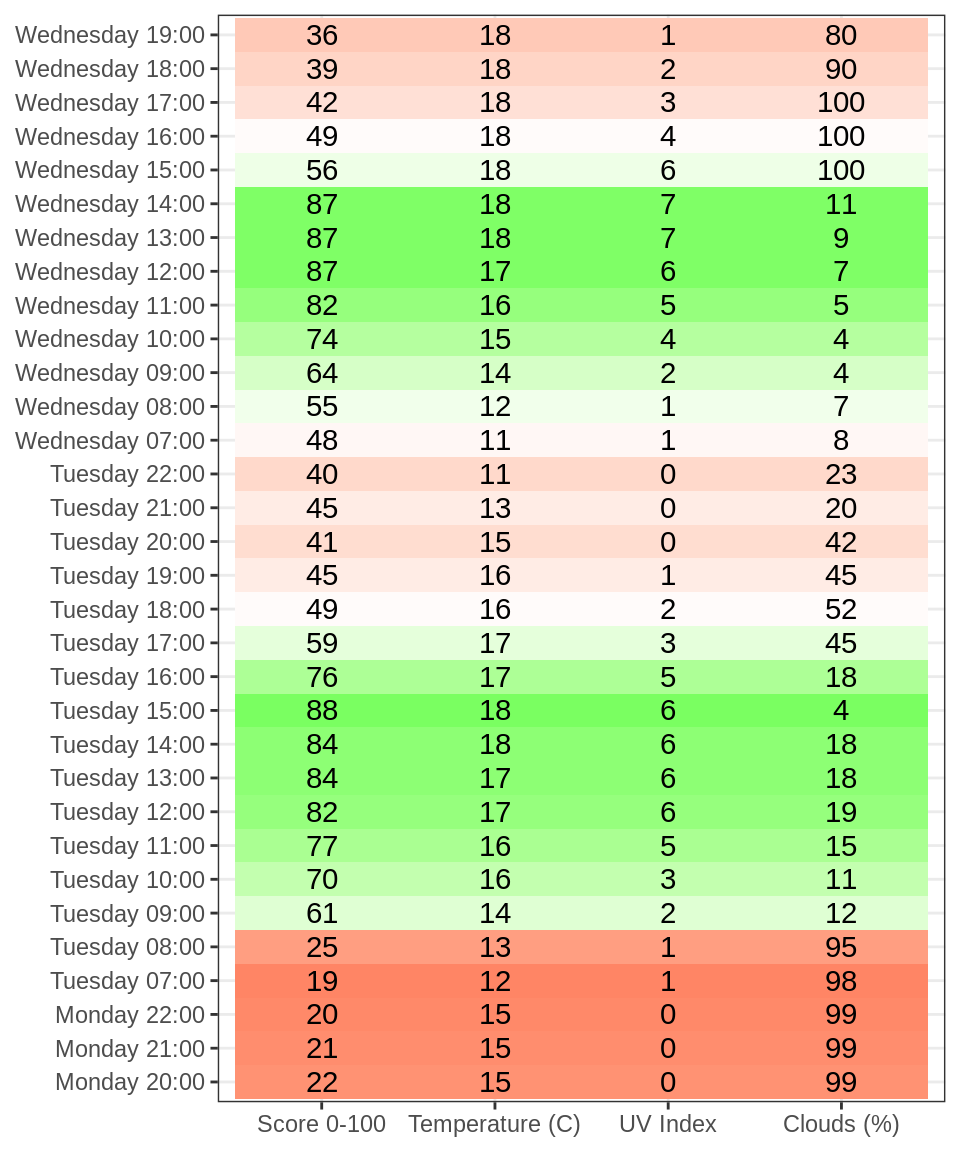 Wednesday 19:00 36 18 1 80
Wednesday 18:00 39 18 2 90
Wednesday 17:00 42 18 3 100
Wednesday 16:00 49 18 4 100
Wednesday 15:00 56 18 6 100
Wednesday 14:00 87 18 7 11
Wednesday 13:00 87 18 7 9
Wednesday 12:00 87 17 6 7
Wednesday 11:00 82 16 5 5
Wednesday 10:00 74 15 4 4
Wednesday 09:00 64 14 2 4
Wednesday 08:00 55 12 1 7
Wednesday 07:00 48 11 1 8
Tuesday 22:00 40 11 0 23
Tuesday 21:00 45 13 0 20
Tuesday 20:00 41 15 0 42
Tuesday 19:00 45 16 1 45
Tuesday 18:00 49 16 2 52
Tuesday 17:00 59 17 3 45
Tuesday 16:00 76 17 5 18
Tuesday 15:00 88 18 6 4
Tuesday 14:00 84 18 6 18
Tuesday 13:00 84 17 6 18
Tuesday 12:00 82 17 6 19
Tuesday 11:00 77 16 5 15
Tuesday 10:00 70 16 3 11
Tuesday 09:00 61 14 2 12
Tuesday 08:00 25 13 1 95
Tuesday 07:00 19 12 1 98
Monday 22:00 20 15 0 99
Monday 21:00 21 15 0 99
Monday 20:00 22 15 0 99
Score 0-100 Temperature (C) UV Index Clouds (%)